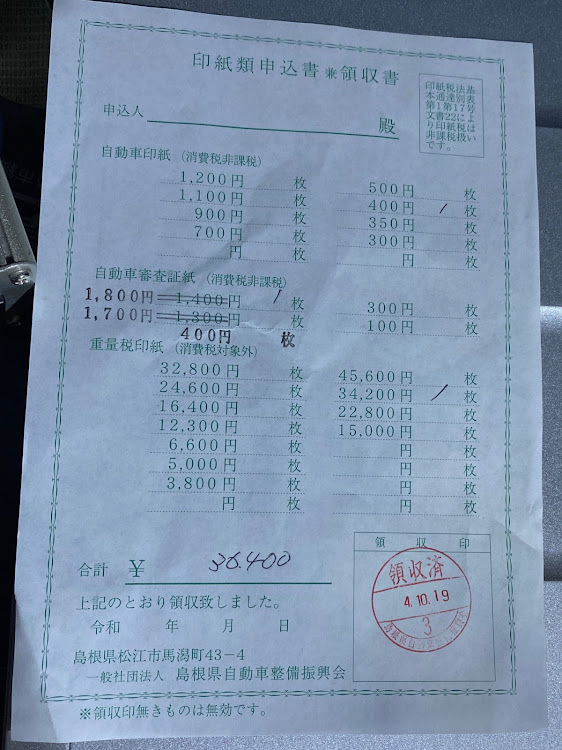 印紙類申込書 兼 領収書
印紙税法基
本通達別表
第1第17号
文書22によ
り印紙税は
非課税扱い
です。
申込人 殿
自動車印紙 (消費税非課税)
1,200円 枚 500円 枚
1,100円 枚 400円 / 枚
900円 枚 350円 枚
700円 枚 300円 枚
円 枚 円 枚
自動車審査証紙 (消費税非課税)
1,800円 1,400円 / 枚 300円 枚
1,700円 1,300円 枚 100円 枚
400円 枚
重量税印紙 (消費税対象外)
32,800円 枚 45,600円 枚
24,600円 枚 34,200円 / 枚
16,400円 枚 22,800円 枚
12,300円 枚 15,000円 枚
6,600円 枚 円 枚
5,000円 枚 円 枚
3,800円 枚 円 枚
円 枚 円 枚
合計 ¥ 36.400
領収印
領収済
4.10.19
3
上記のとおり領収致しました。
令和 年 月 日
島根県松江市馬潟町43-4
一般社団法人 島根県自動車整備振興会
※領収印無きものは無効です。